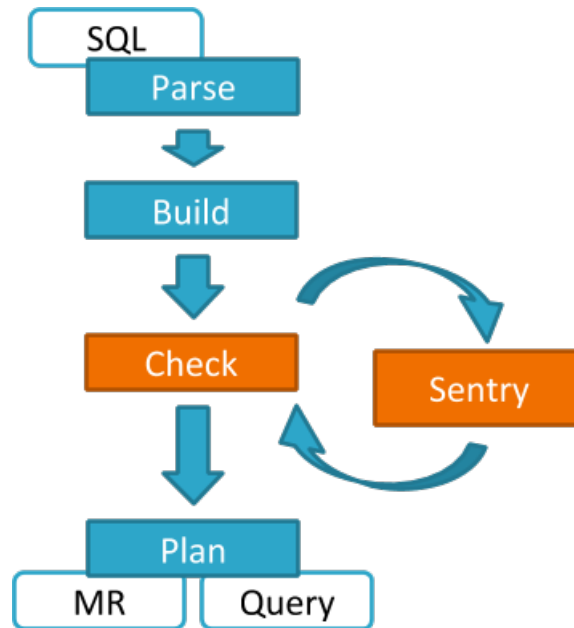 SQL
Parse
Build
Check
Sentry
Plan
MR
Query